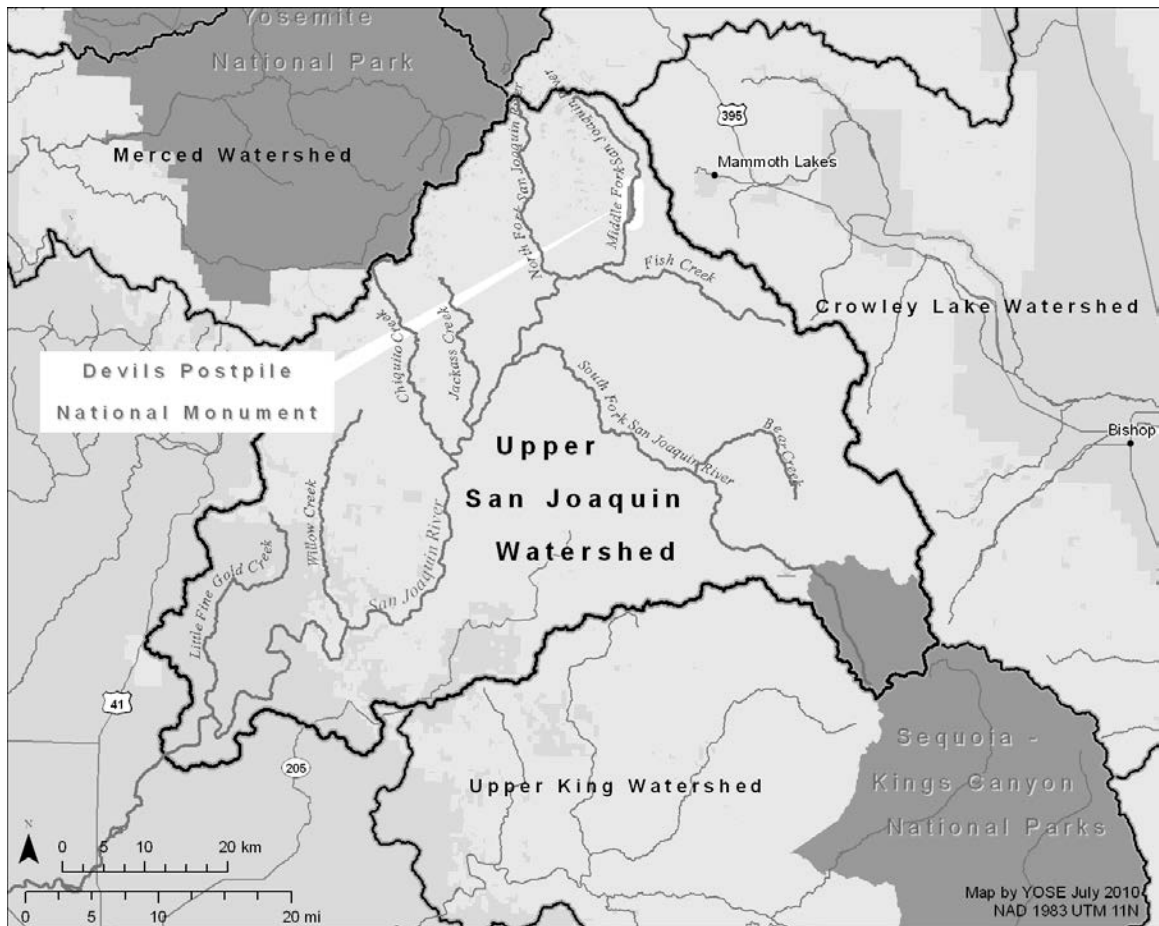 Yosemite
National Park
Merced Watershed
North Fork San Joaquin River
Middle Fork San Joaquin River
395
Mammoth Lakes
Fish Creek
Crowley Lake Watershed
Devils Postpile
National Monument
Chiquito Creek
Jackass Creek
South Fork San Joaquin River
Bear Creek
Bishop
Upper
San Joaquin
Watershed
Willow Creek
Little Fine Gold Creek
San Joaquin River
41
205
Upper King Watershed
Sequoia -
Kings Canyon
National Parks
N
0 5 10 20 km
0 5 10 20 mi
Map by YOSE July 2010
NAD 1983 UTM 11N